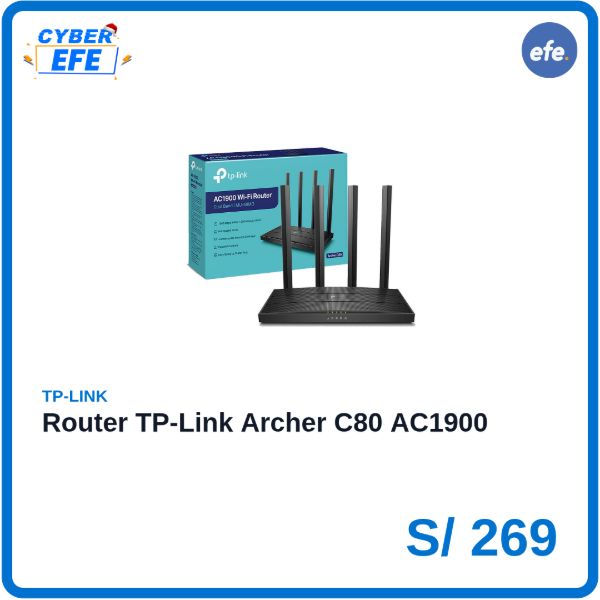 CYBER
EFE
efe.
tp-link
AC1900 Wi-Fi Router
TP-LINK
Router TP-Link Archer C80 AC1900
S/ 269